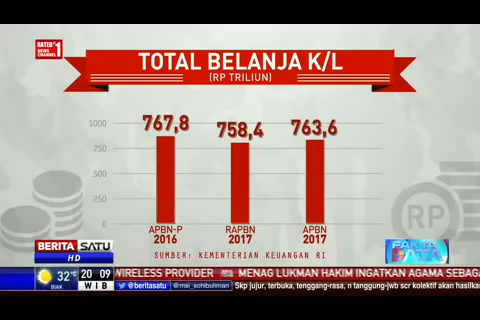 RATED #1
NEWS
CHANNEL
TOTAL BELANJA K/L
(RP TRILIUN)
767,8
758,4
763,6
1000
750
500
250
0
APBN-P
2016
RAPBN
2017
APBN
2017
SUMBER: KEMENTERIAN KEUANGAN RI
RP
BERITA SATU
HD
FAKTA
DATA
32°C
BIAK
20 09
WIB
WIRELESS PROVIDER
MENAG LUKMAN HAKIM INGATKAN AGAMA SEBAGA
@beritasatu
@msi_sohibuliman
Skp jujur, terbuka, tenggang-rasa, n tanggung-jwb scr kolektif akan hasilkan